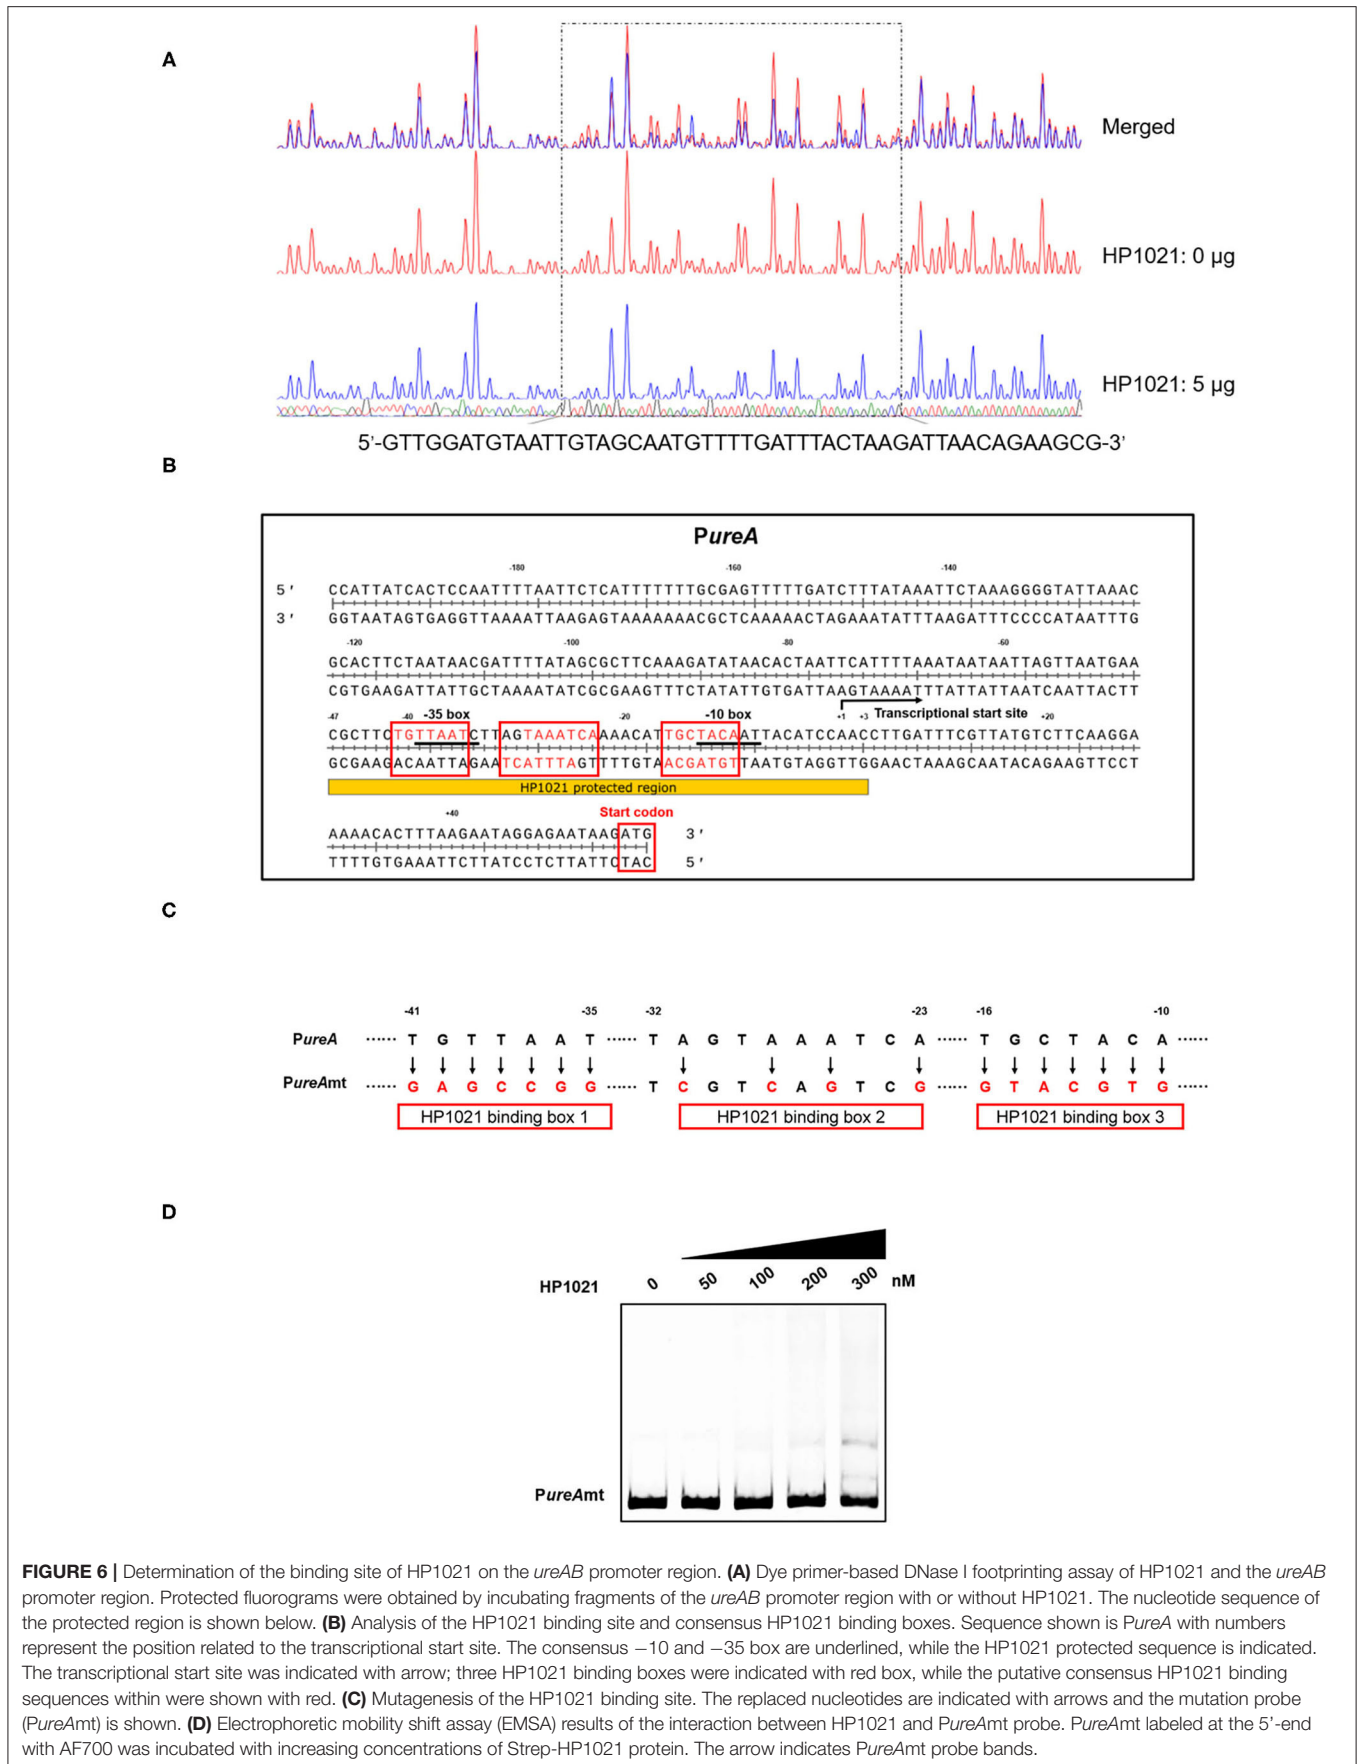 A
Merged
HP1021: 0 µg
HP1021: 5 µg
5’-GTTGGATGTAATTGTAGCAATGTTTTGATTTACTAAGATTAACAGAAGCG-3’
B
PureA
-180 -160 -140
5 ′ CCATTATCACTCCAATTTTAATTCTCATTTTTTTGCGAGTTTTTGATCTTTATAAATTCTAAAGGGGTATTAAAC
3 ′ GGTAATAGTGAGGTTAAAATTAAGAGTAAAAAAACGCTCAAAAACTAGAAATATTTAAGATTTCCCCATAATTTG
-120 -100 -80 -60
GCACTTCTAATAACGATTTTATAGCGCTTCAAAGATATAACACTAATTCATTTTAAATAATAATTAGTTAATGAA
CGTGAAGATTATTGCTAAAATATCGCGAAGTTTCTATATTGTGATTAAGTAAAATTTATTATTAATCAATTACTT
-47 -40 -35 box -20 -10 box +1 +3 Transcriptional start site +20
CGCTTCTGTTAATCTTAGTAAATCAAAACATTGCTACAATTACATCCAACCTTGATTTCGTTATGTCTTCAAGGA
GCGAAGACAATTAGAATCATTTAGTTTTGTAACGATGTTAATGTAGGTTGGAACTAAAGCAATACAGAAGTTCCT
HP1021 protected region
+40 Start codon
AAAACACTTTAAGAATAGGAGAATAAGATG 3 ′
TTTTGTGAAATTCTTATCCTCTTATTCTAC 5 ′
C
-41 -35 -32 -23 -16 -10
PureA ······ T G T T A A T ······ T A G T A A A T C A ······ T G C T A C A ······
PureAmt ······ G A G C C G G ······ T C G T C A G T C G ······ G T A C G T G ······
HP1021 binding box 1 HP1021 binding box 2 HP1021 binding box 3
D
HP1021 0 50 100 200 300 nM
PureAmt
FIGURE 6 | Determination of the binding site of HP1021 on the ureAB promoter region. (A) Dye primer-based DNase I footprinting assay of HP1021 and the ureAB
promoter region. Protected fluorograms were obtained by incubating fragments of the ureAB promoter region with or without HP1021. The nucleotide sequence of
the protected region is shown below. (B) Analysis of the HP1021 binding site and consensus HP1021 binding boxes. Sequence shown is PureA with numbers
represent the position related to the transcriptional start site. The consensus −10 and −35 box are underlined, while the HP1021 protected sequence is indicated.
The transcriptional start site was indicated with arrow; three HP1021 binding boxes were indicated with red box, while the putative consensus HP1021 binding
sequences within were shown with red. (C) Mutagenesis of the HP1021 binding site. The replaced nucleotides are indicated with arrows and the mutation probe
(PureAmt) is shown. (D) Electrophoretic mobility shift assay (EMSA) results of the interaction between HP1021 and PureAmt probe. PureAmt labeled at the 5’-end
with AF700 was incubated with increasing concentrations of Strep-HP1021 protein. The arrow indicates PureAmt probe bands.